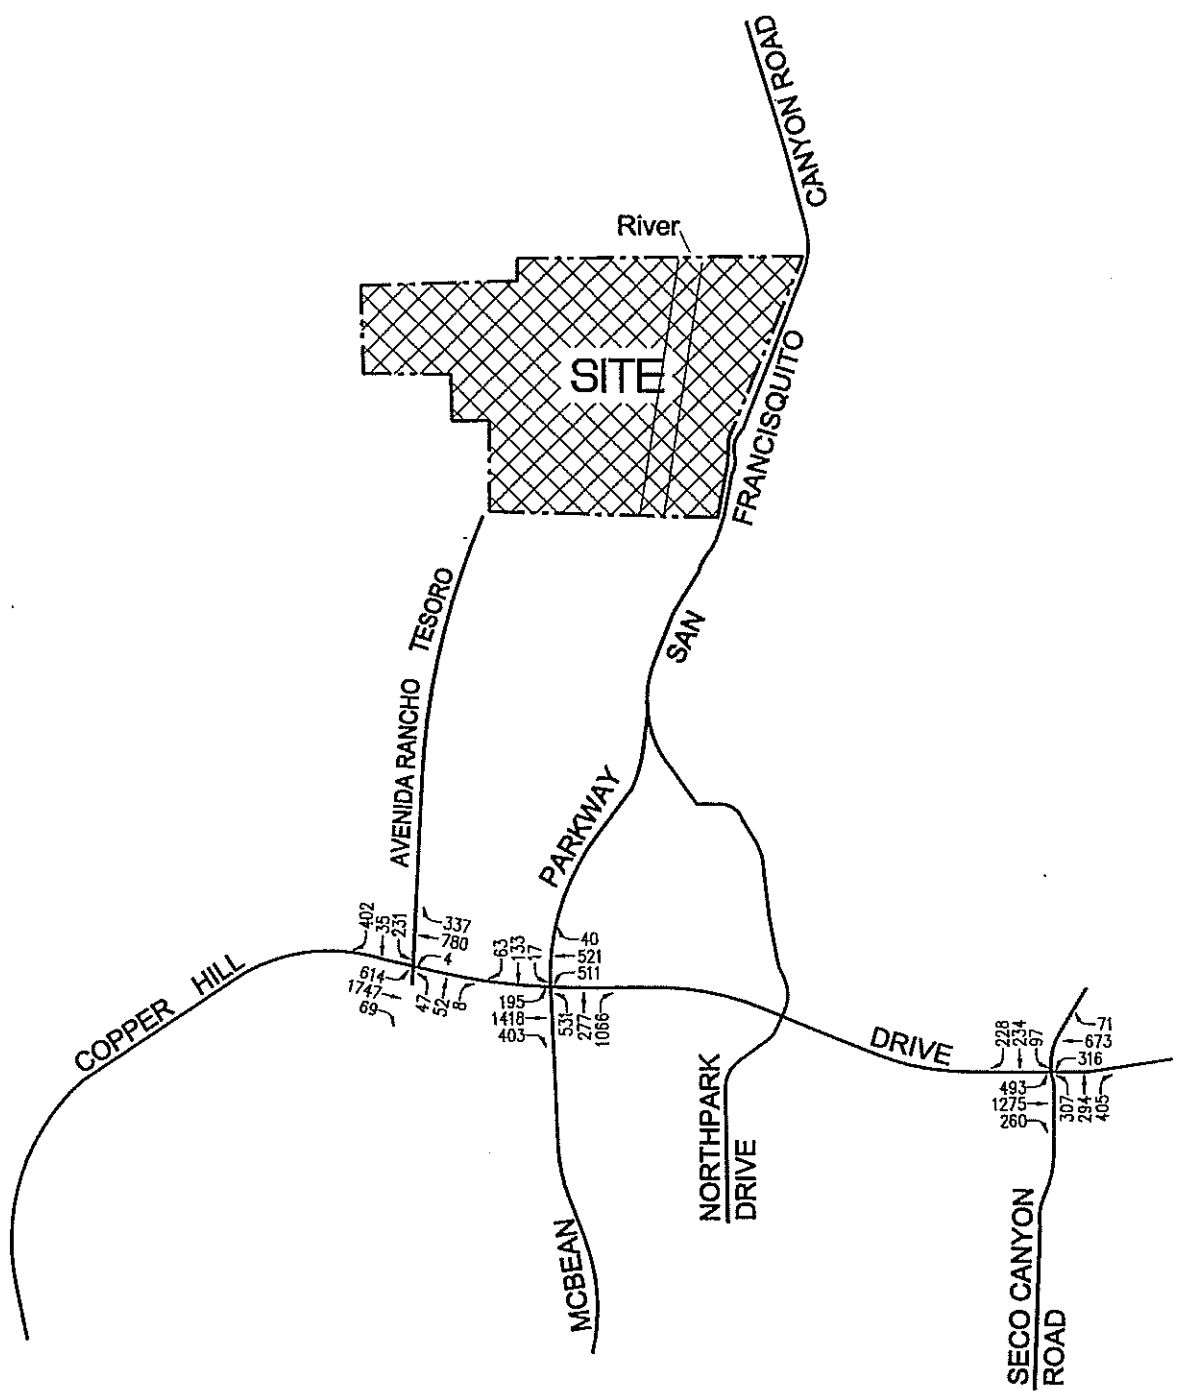 CANYON ROAD
River
SITE
FRANCISQUITO
SAN
TESORO
AVENIDA RANCHO
PARKWAY
COPPER HILL
402
35
231
337
780
4
614
1747
69
47
52
8
63
133
17
40
521
511
195
1418
403
531
277
1066
DRIVE
228
234
97
71
673
316
493
1275
260
307
294
405
NORTHPARK
DRIVE
MCBEAN
SECO CANYON
ROAD